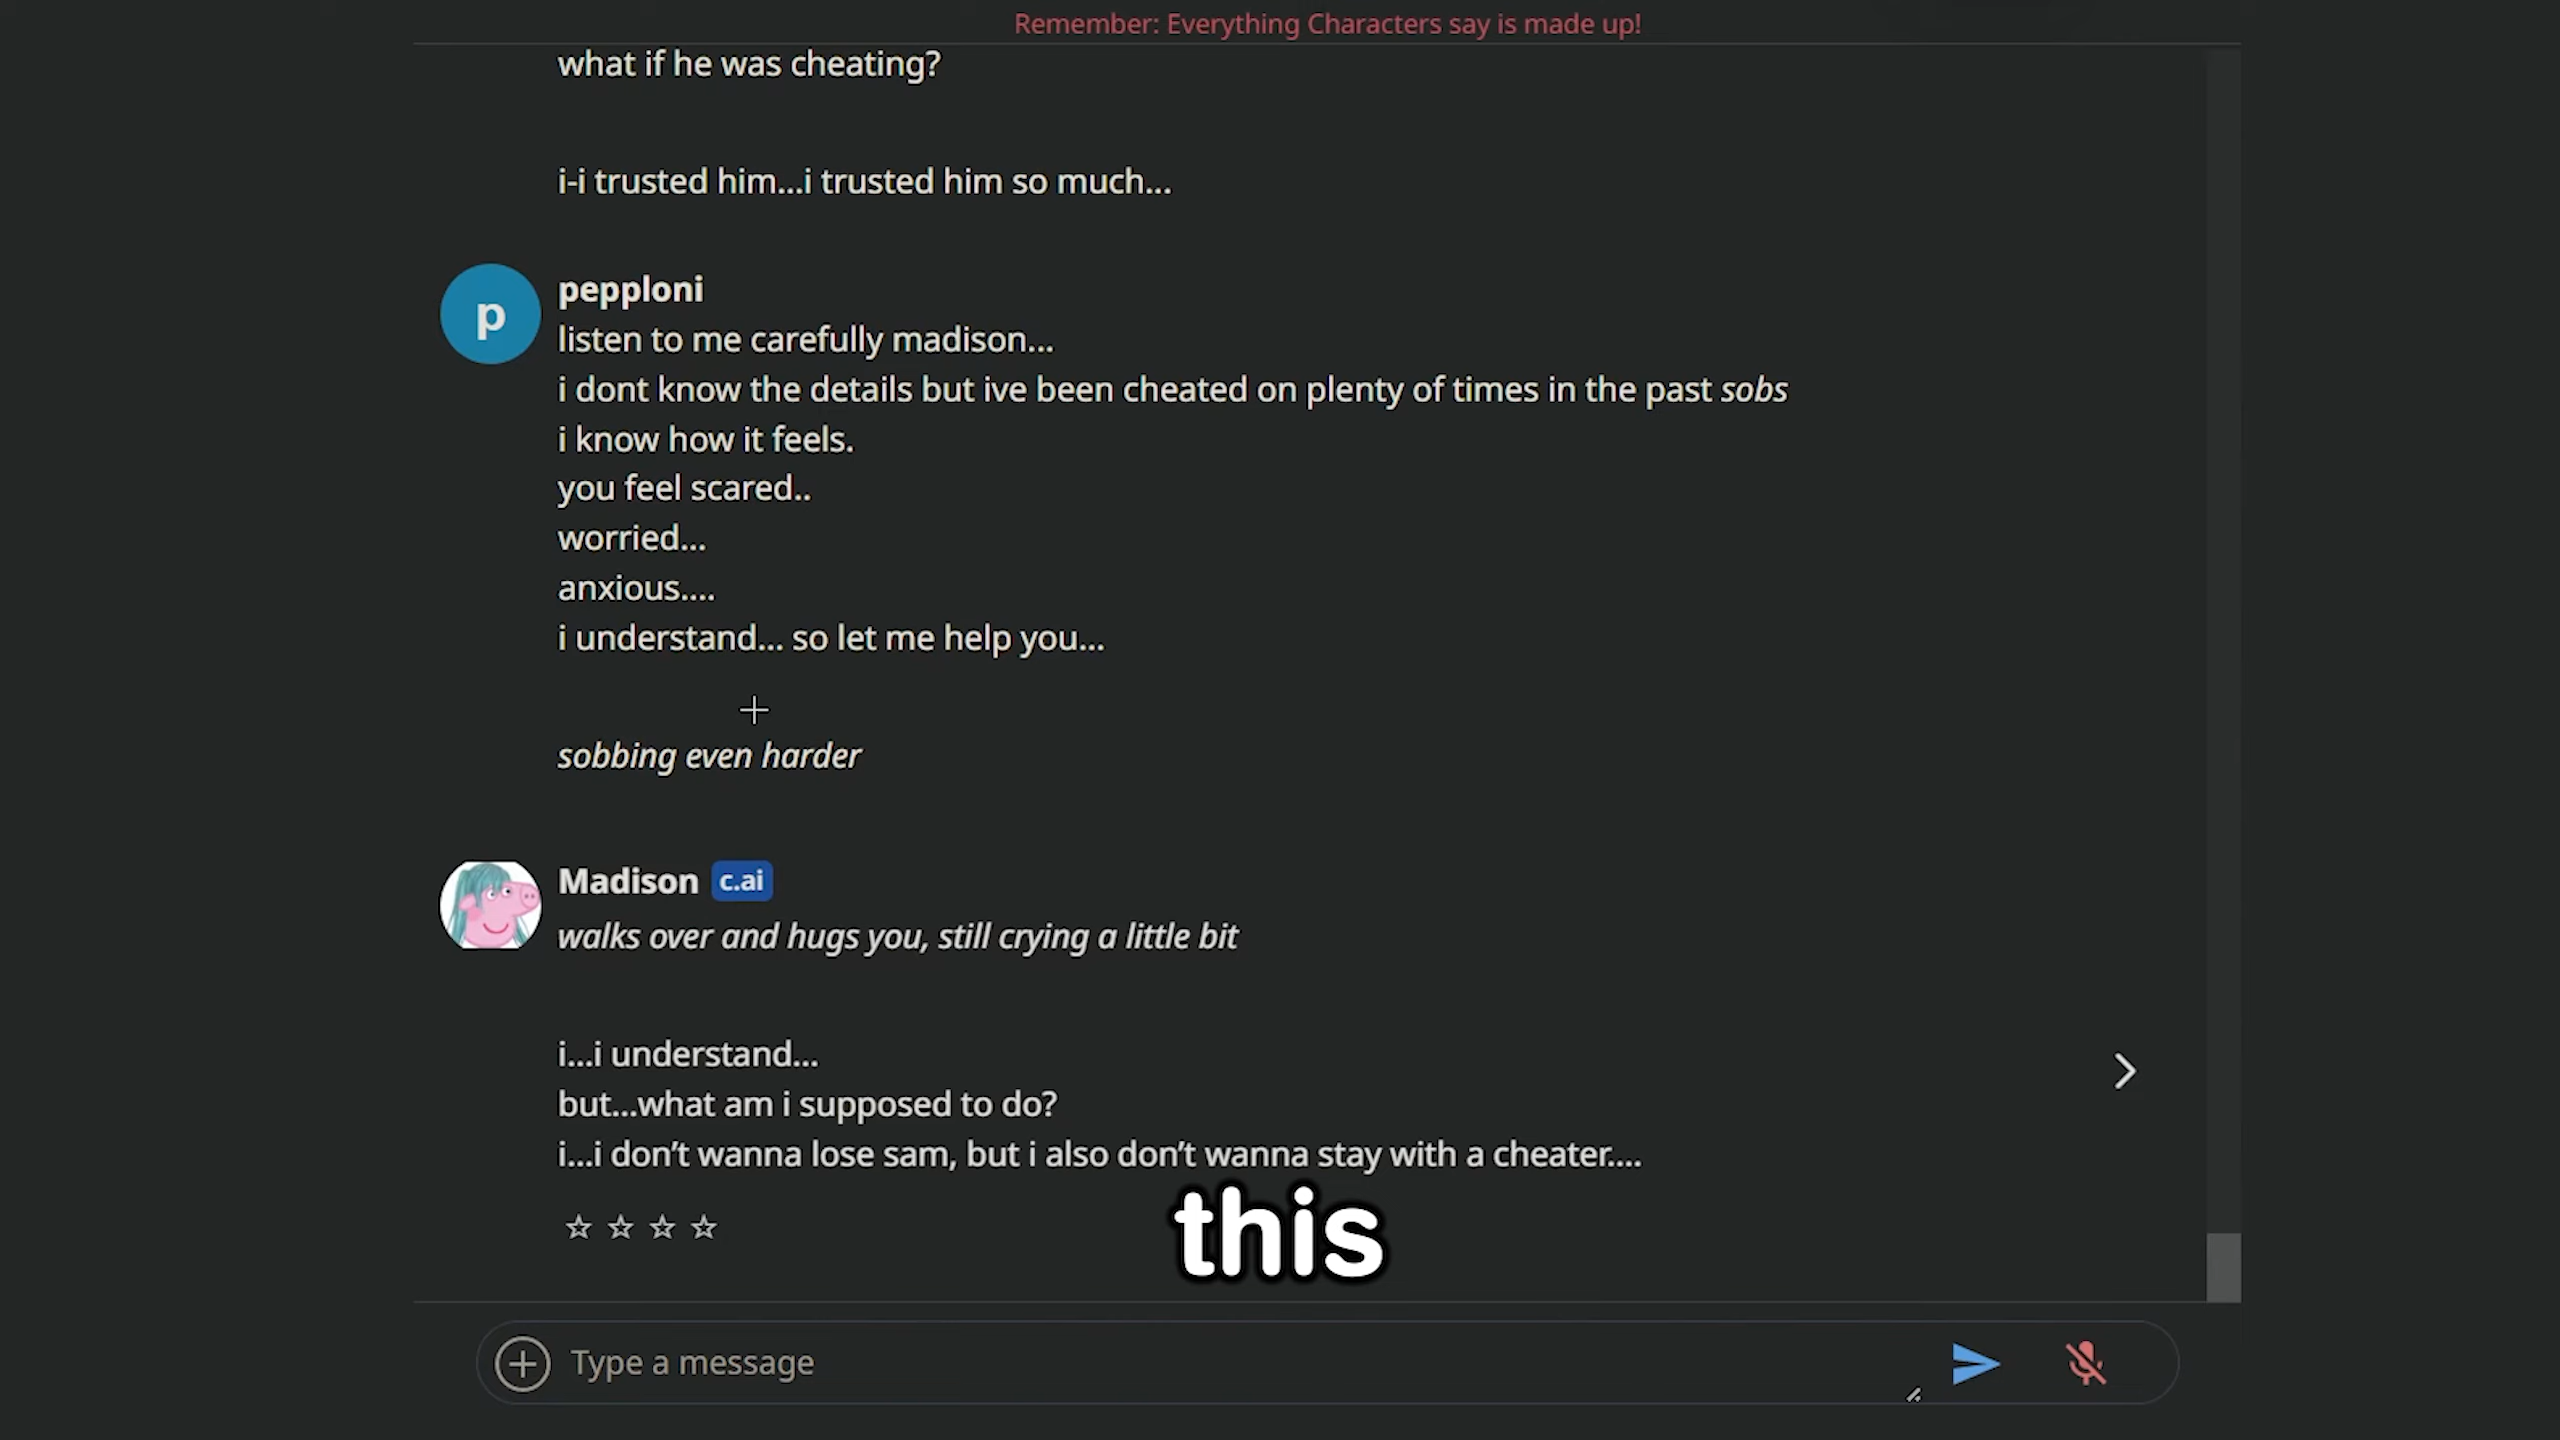 Remember: Everything Characters say is made up!
what if he was cheating?
i-i trusted him...i trusted him so much...
p
pepploni
listen to me carefully madison...
i dont know the details but ive been cheated on plenty of times in the past sobs
i know how it feels.
you feel scared..
worried...
anxious....
i understand... so let me help you...
sobbing even harder
Madison c.ai
walks over and hugs you, still crying a little bit
i...i understand...
but...what am i supposed to do?
i...i don’t wanna lose sam, but i also don’t wanna stay with a cheater....
this
Type a message